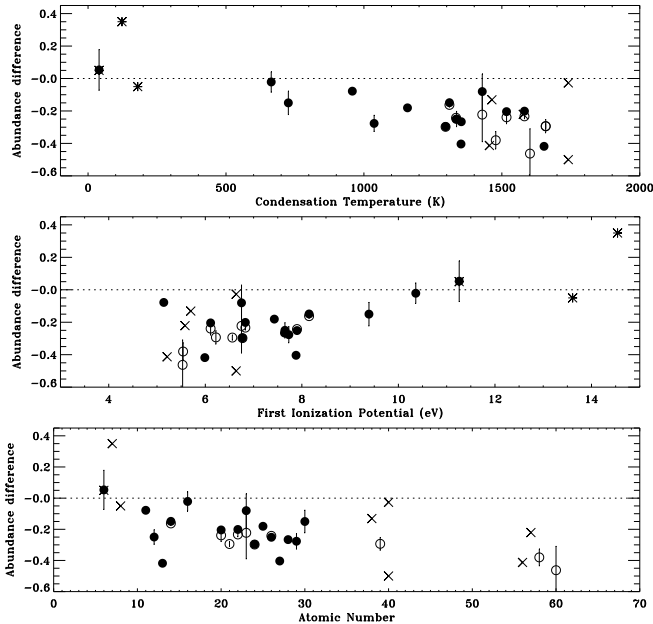 0.4
0.2
−0.0
−0.2
−0.4
−0.6
Abundance difference
0 500 1000 1500 2000
Condensation Temperature (K)
0.4
0.2
−0.0
−0.2
−0.4
−0.6
Abundance difference
4 6 8 10 12 14
First Ionization Potential (eV)
0.4
0.2
−0.0
−0.2
−0.4
−0.6
Abundance difference
0 10 20 30 40 50 60 70
Atomic Number